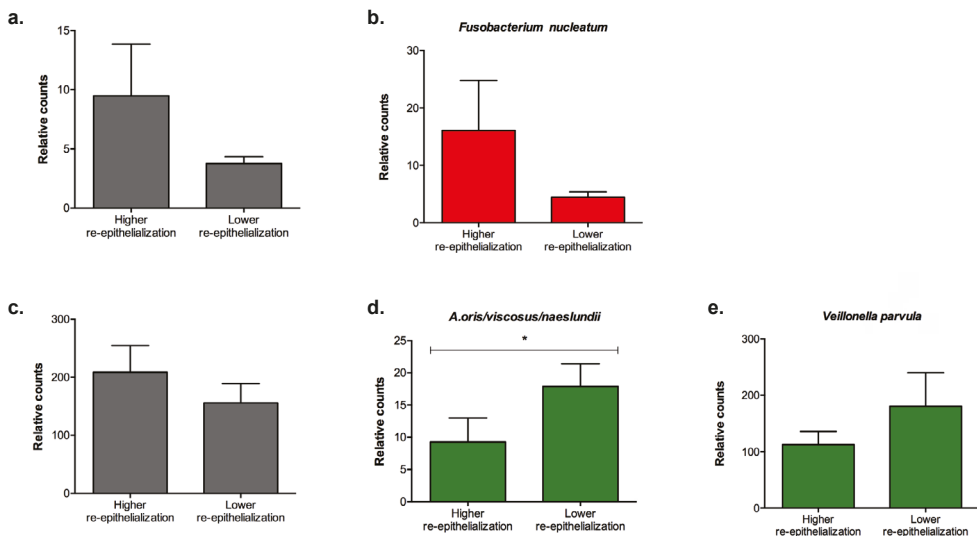 a.
15
10
5
0
Relative counts
Higher
re-epithelialization
Lower
re-epithelialization
b.
Fusobacterium nucleatum
30
20
10
0
Relative counts
Higher
re-epithelialization
Lower
re-epithelialization
c.
300
200
100
0
Relative counts
Higher
re-epithelialization
Lower
re-epithelialization
d.
A.oris/viscosus/naeslundii
*
25
20
15
10
5
0
Relative counts
Higher
re-epithelialization
Lower
re-epithelialization
e.
Veillonella parvula
300
200
100
0
Relative counts
Higher
re-epithelialization
Lower
re-epithelialization